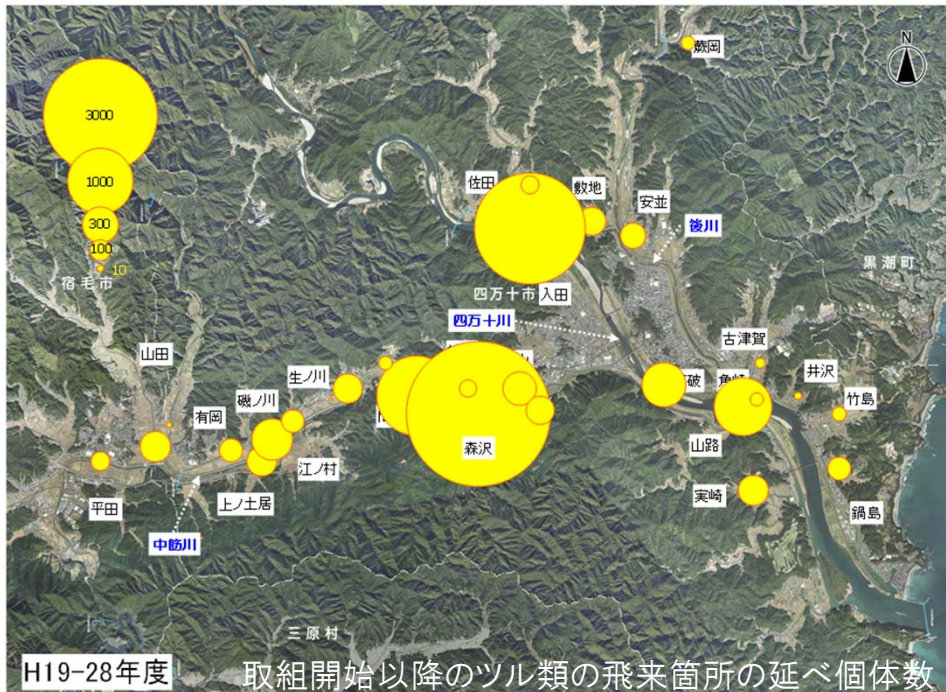 N
蕨岡
3000
1000
300
100
10
宿毛市
佐田
敷地
安並
後川
黒潮町
四万十市
入田
四万十川
古津賀
井沢
竹島
山田
生ノ川
磯ノ川
有岡
破
角崎
山路
森沢
江ノ村
上ノ土居
平田
実崎
鍋島
中筋川
三原村
H19-28年度
取組開始以降のツル類の飛来箇所の延べ個体数